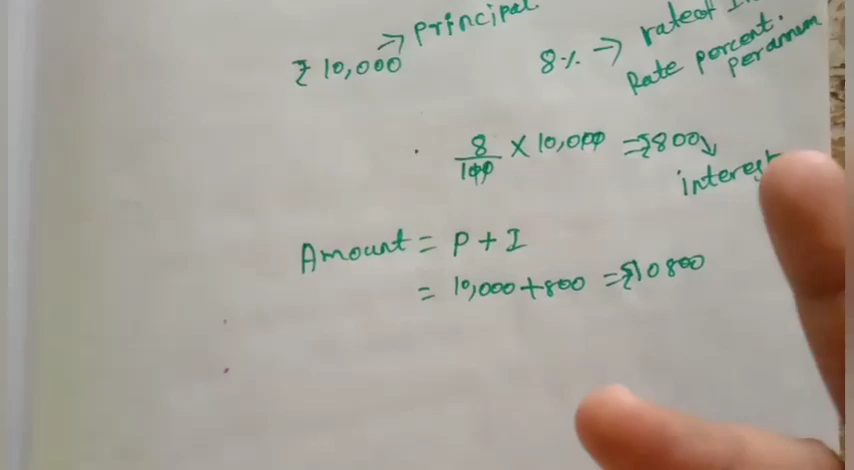 ₹ 10,000 → Principal
8% → rate of I
Rate percent.
per annum
8/100 × 10,000 = ₹800
interest
Amount = P + I
= 10,000 + 800 = ₹10800